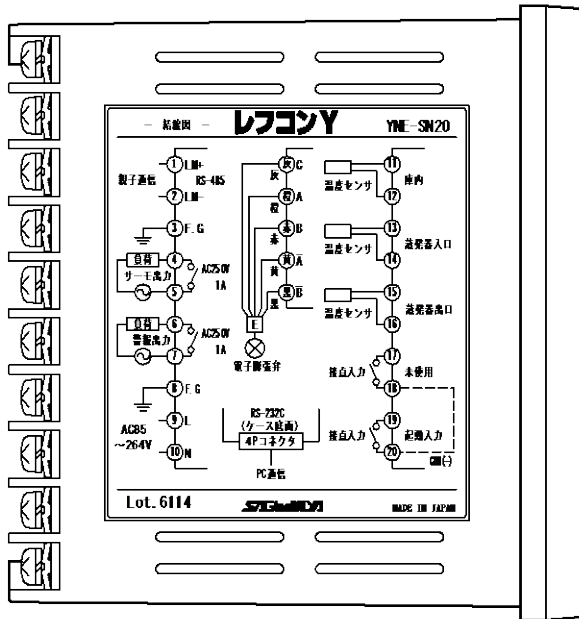 ― 結線図 ― レフコンY YNE-SN20
1 LM+
親子通信 RS-485
2 LM-
3 F.G
負荷 4
サーモ出力 AC250V
5 1A
負荷 6
警報出力 AC250V
7 1A
8 F.G
AC85 9 L
~264V
10 N
灰 C
灰
橙 A
橙
赤 B
赤
黄 Ā
黄
黒 B̄
黒
E
電子膨張弁
RS-232C
(ケース底面)
4Pコネクタ
PC通信
11
温度センサ 庫内
12
13
温度センサ 蒸発器入口
14
15
温度センサ 蒸発器出口
16
17
接点入力 未使用
18
19
接点入力 起動入力
20
COM(-)
Lot.6114 SAGInoMIYA MADE IN JAPAN